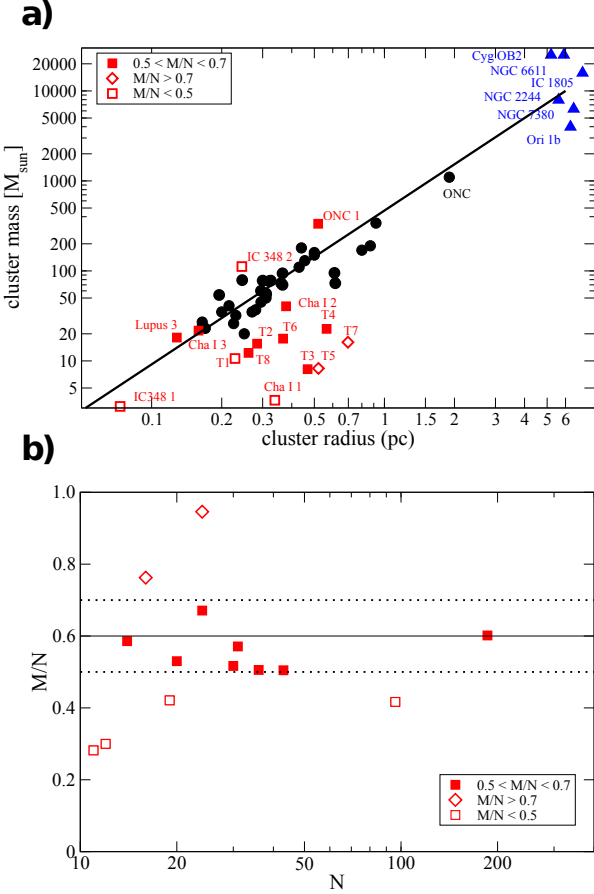 a)
0.5 < M/N < 0.7
M/N > 0.7
M/N < 0.5
cluster mass [M_sun]
20000
10000
5000
1000
500
200
100
50
20
10
5
Cyg OB2
NGC 6611
IC 1805
NGC 2244
NGC 7380
Ori 1b
ONC
ONC 1
IC 348 2
Cha I 2
Lupus 3
Cha I 3
T4
T6
T2
T7
T1
T8
T3
T5
Cha I 1
IC348 1
0.1 0.2 0.3 0.5 0.7 1 1.5 2 3 4 5 6
cluster radius (pc)
b)
M/N
1.0
0.8
0.6
0.4
0.2
0
0.5 < M/N < 0.7
M/N > 0.7
M/N < 0.5
10 20 50 100 200
N